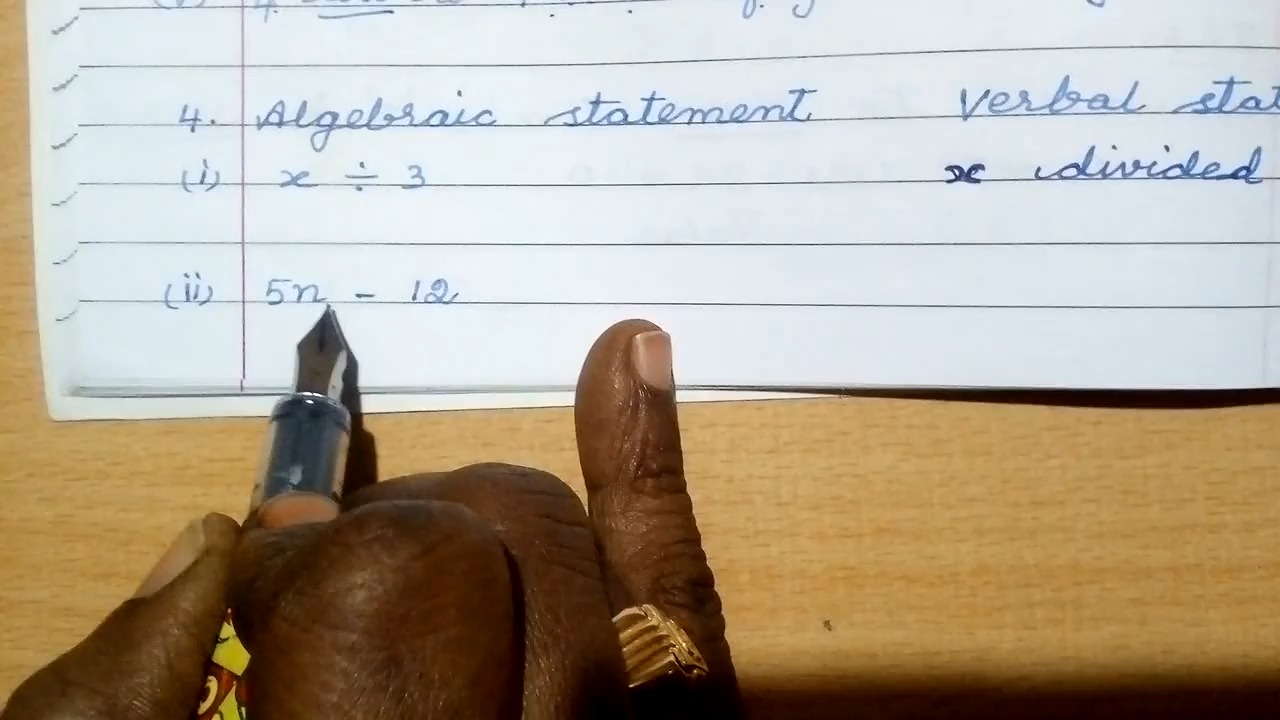 4. Algebraic statement Verbal stat
(i) x ÷ 3 x divided
(ii) 5n - 12